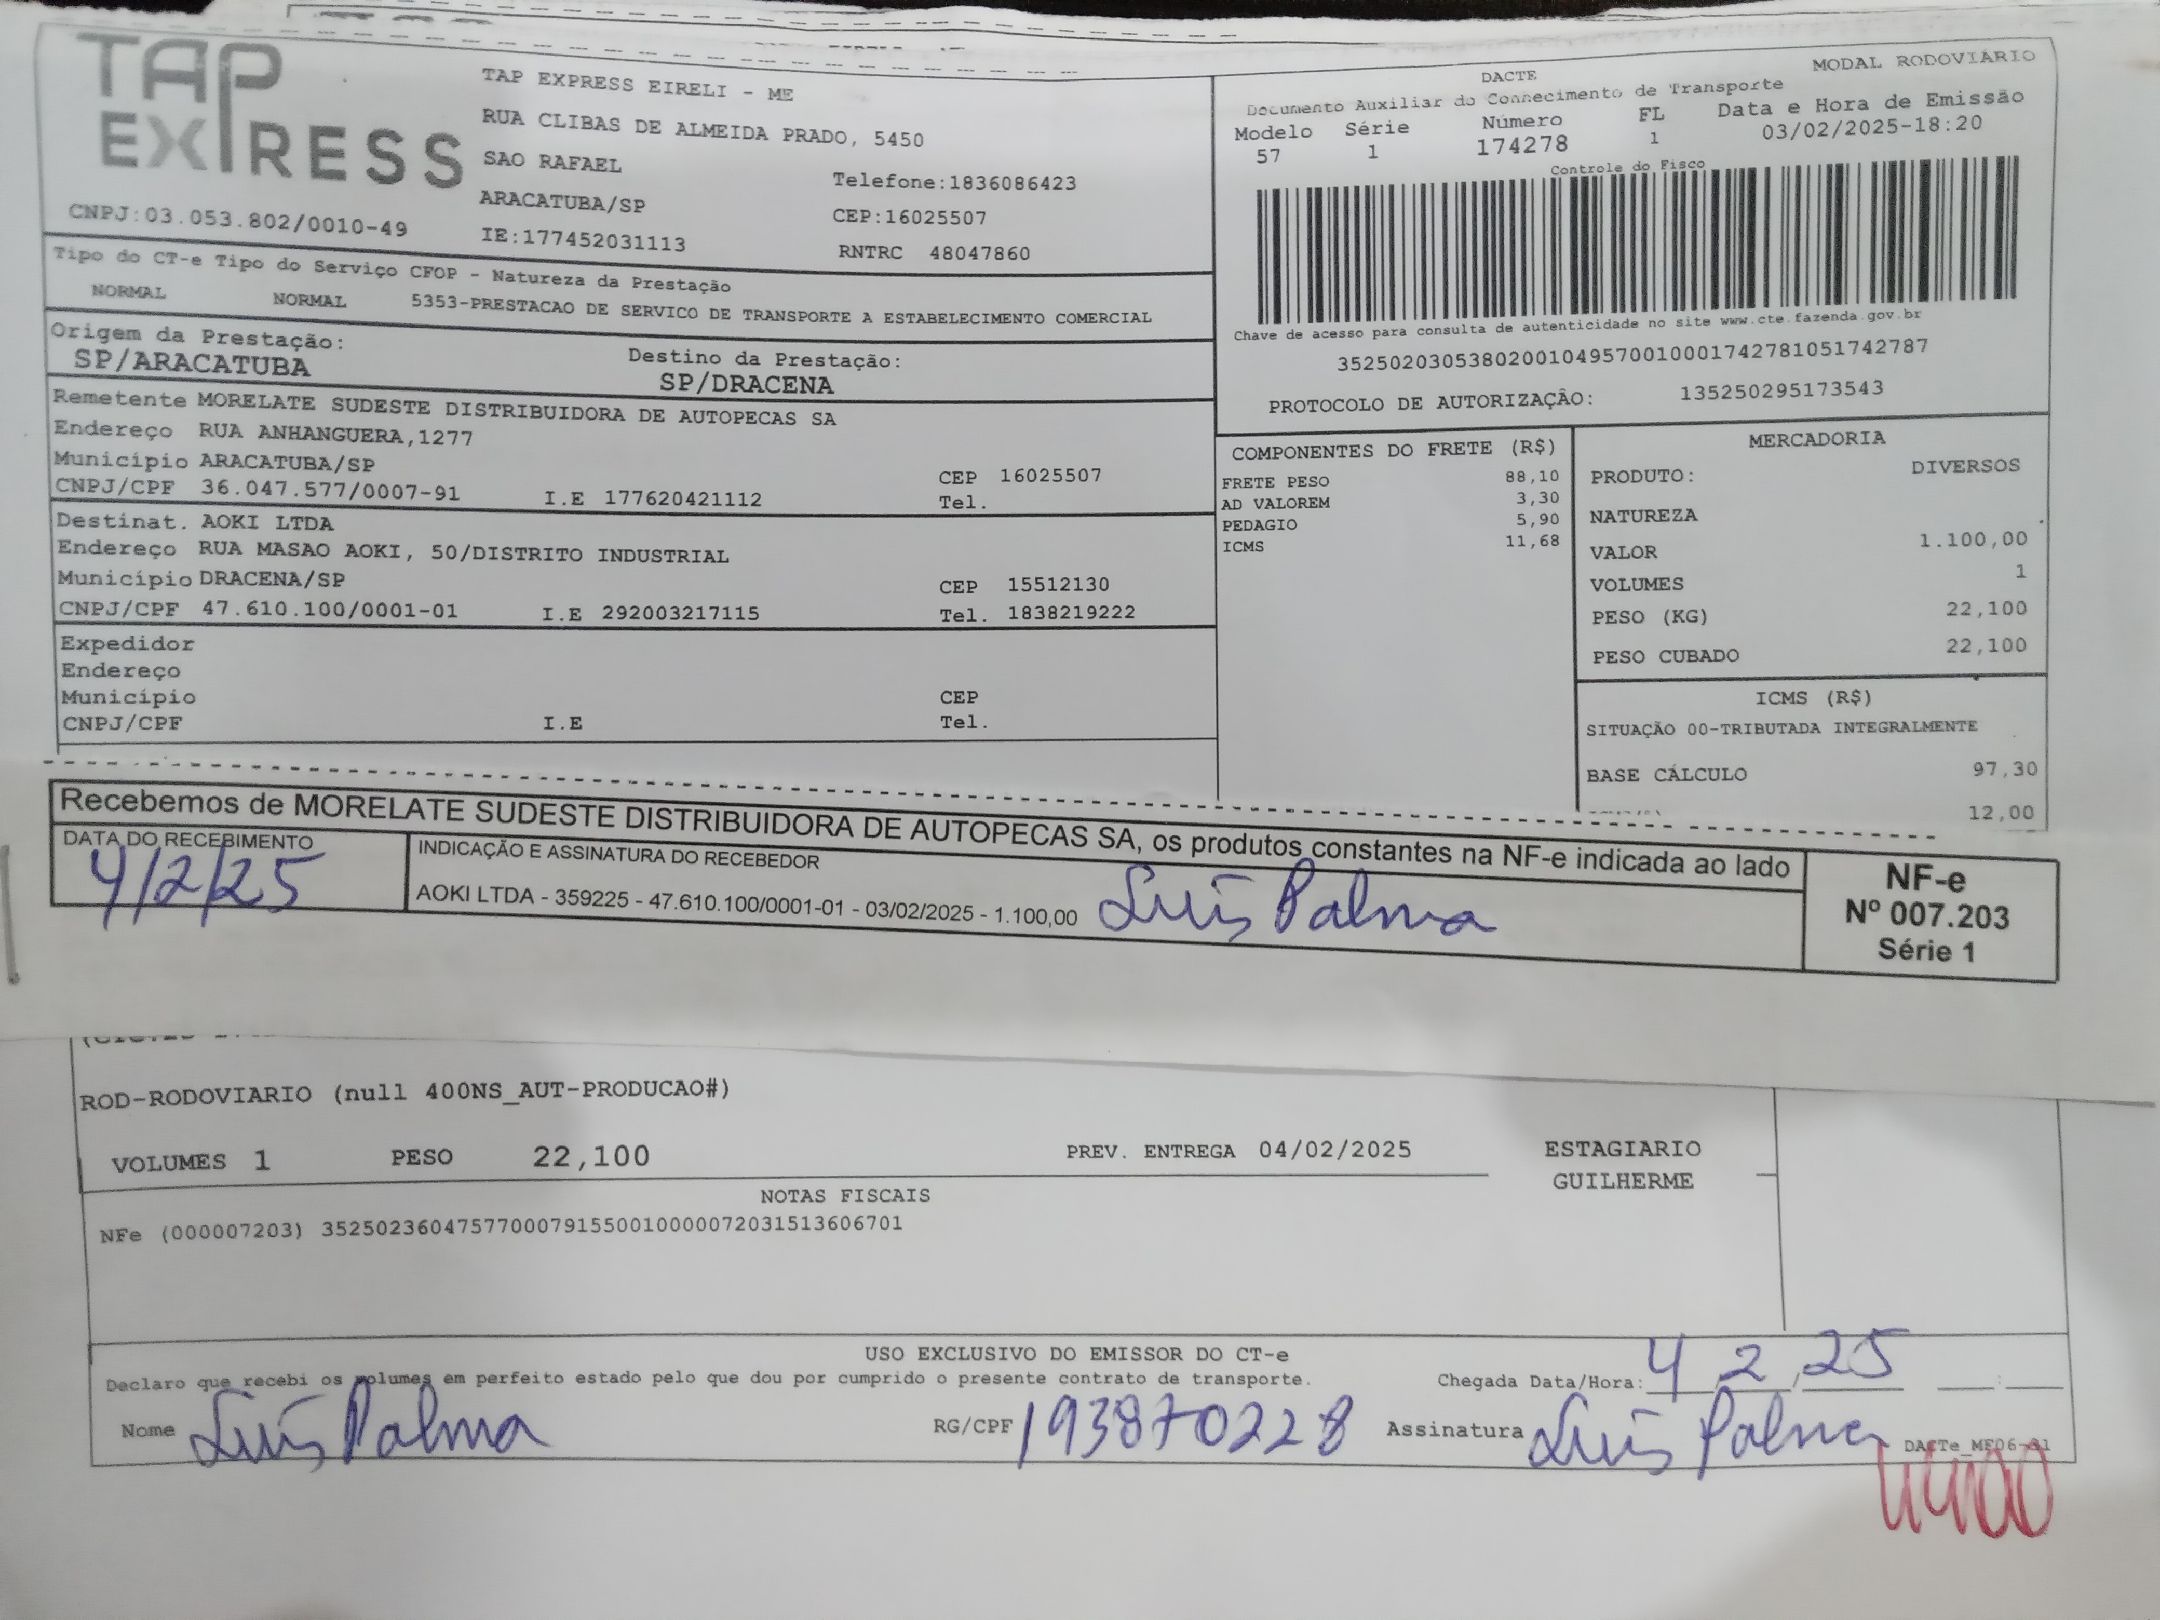 TAP
EXPRESS
CNPJ:03.053.802/0010-49
TAP EXPRESS EIRELI - ME
RUA CLIBAS DE ALMEIDA PRADO, 5450
SAO RAFAEL
ARACATUBA/SP
IE:177452031113
Telefone:1836086423
CEP:16025507
RNTRC 48047860
MODAL RODOVIÁRIO
DACTE
Documento Auxiliar do Conhecimento de Transporte
Modelo Série Número FL Data e Hora de Emissão
57 1 174278 1 03/02/2025-18:20
Controle do Fisco
Chave de acesso para consulta de autenticidade no site www.cte.fazenda.gov.br
35250203053802001049570010001742781051742787
PROTOCOLO DE AUTORIZAÇÃO: 135250295173543
Tipo do CT-e Tipo do Serviço CFOP - Natureza da Prestação
NORMAL NORMAL 5353-PRESTACAO DE SERVICO DE TRANSPORTE A ESTABELECIMENTO COMERCIAL
Origem da Prestação: Destino da Prestação:
SP/ARACATUBA SP/DRACENA
Remetente MORELATE SUDESTE DISTRIBUIDORA DE AUTOPECAS SA
Endereço RUA ANHANGUERA,1277
Município ARACATUBA/SP CEP 16025507
CNPJ/CPF 36.047.577/0007-91 I.E 177620421112 Tel.
Destinat. AOKI LTDA
Endereço RUA MASAO AOKI, 50/DISTRITO INDUSTRIAL
Município DRACENA/SP CEP 15512130
CNPJ/CPF 47.610.100/0001-01 I.E 292003217115 Tel. 1838219222
Expedidor
Endereço
Município CEP
CNPJ/CPF I.E Tel.
COMPONENTES DO FRETE (R$)
FRETE PESO 88,10
AD VALOREM 3,30
PEDAGIO 5,90
ICMS 11,68
MERCADORIA
PRODUTO: DIVERSOS
NATUREZA
VALOR 1.100,00
VOLUMES 1
PESO (KG) 22,100
PESO CUBADO 22,100
ICMS (R$)
SITUAÇÃO 00-TRIBUTADA INTEGRALMENTE
BASE CÁLCULO 97,30
12,00
Recebemos de MORELATE SUDESTE DISTRIBUIDORA DE AUTOPECAS SA, os produtos constantes na NF-e indicada ao lado
DATA DO RECEBIMENTO
4/2/25
INDICAÇÃO E ASSINATURA DO RECEBEDOR
AOKI LTDA - 359225 - 47.610.100/0001-01 - 03/02/2025 - 1.100,00 Luís Palma
NF-e
Nº 007.203
Série 1
ROD-RODOVIARIO (null 400NS_AUT-PRODUCAO#)
VOLUMES 1 PESO 22,100 PREV. ENTREGA 04/02/2025 ESTAGIARIO
GUILHERME
NOTAS FISCAIS
NFe (000007203) 35250236047577000791550010000072031513606701
USO EXCLUSIVO DO EMISSOR DO CT-e
Declaro que recebi os volumes em perfeito estado pelo que dou por cumprido o presente contrato de transporte. Chegada Data/Hora: 4 2 25
Nome Luís Palma RG/CPF 193870228 Assinatura Luís Palma